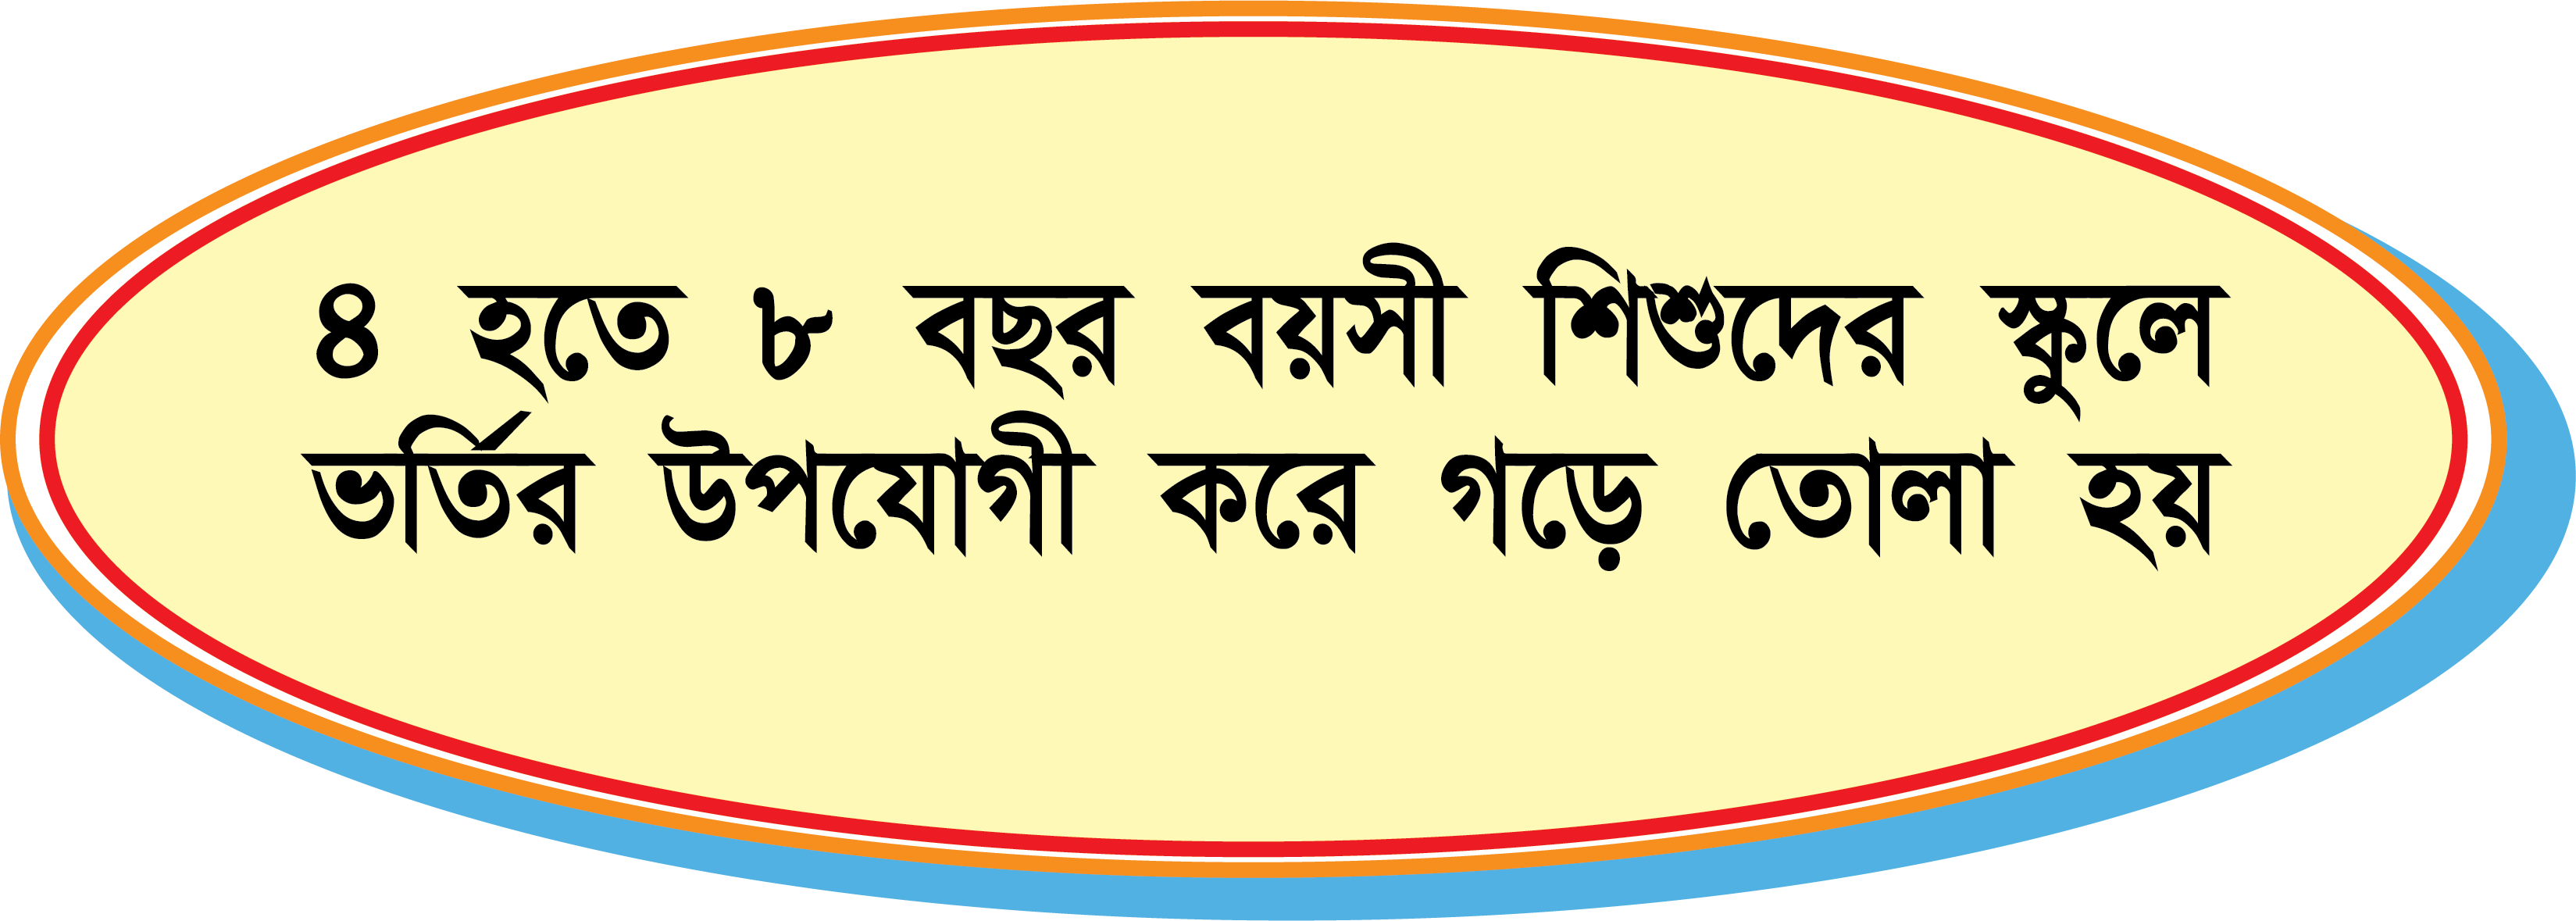 ৪ হতে ৮ বছর বয়সী শিশুদের স্কুলে
ভর্তির উপযোগী করে গড়ে তোলা হয়